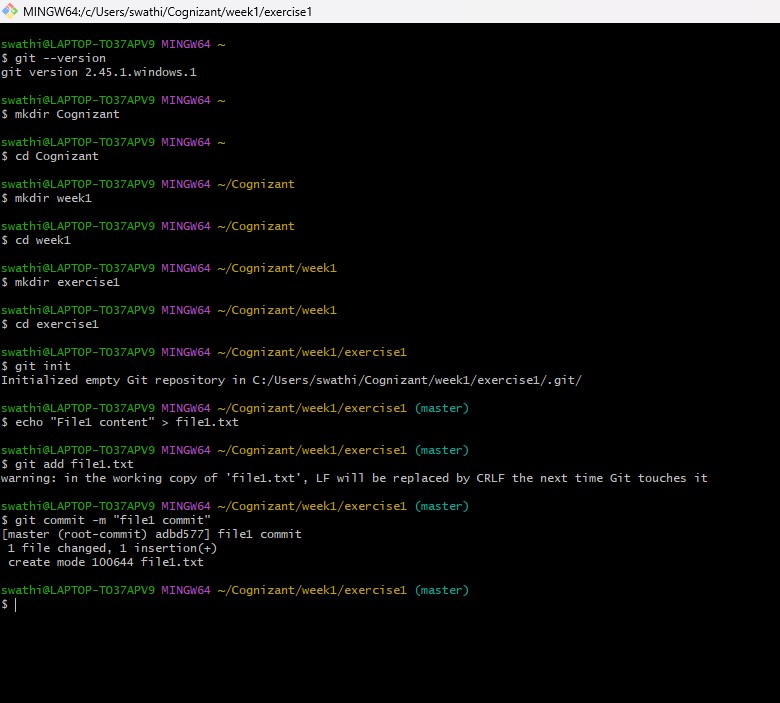 MINGW64:/c/Users/swathi/Cognizant/week1/exercise1
swathi@LAPTOP-TO37APV9 MINGW64 ~
$ git --version
git version 2.45.1.windows.1
swathi@LAPTOP-TO37APV9 MINGW64 ~
$ mkdir Cognizant
swathi@LAPTOP-TO37APV9 MINGW64 ~
$ cd Cognizant
swathi@LAPTOP-TO37APV9 MINGW64 ~/Cognizant
$ mkdir week1
swathi@LAPTOP-TO37APV9 MINGW64 ~/Cognizant
$ cd week1
swathi@LAPTOP-TO37APV9 MINGW64 ~/Cognizant/week1
$ mkdir exercise1
swathi@LAPTOP-TO37APV9 MINGW64 ~/Cognizant/week1
$ cd exercise1
swathi@LAPTOP-TO37APV9 MINGW64 ~/Cognizant/week1/exercise1
$ git init
Initialized empty Git repository in C:/Users/swathi/Cognizant/week1/exercise1/.git/
swathi@LAPTOP-TO37APV9 MINGW64 ~/Cognizant/week1/exercise1 (master)
$ echo "File1 content" > file1.txt
swathi@LAPTOP-TO37APV9 MINGW64 ~/Cognizant/week1/exercise1 (master)
$ git add file1.txt
warning: in the working copy of 'file1.txt', LF will be replaced by CRLF the next time Git touches it
swathi@LAPTOP-TO37APV9 MINGW64 ~/Cognizant/week1/exercise1 (master)
$ git commit -m "file1 commit"
[master (root-commit) adbd577] file1 commit
 1 file changed, 1 insertion(+)
 create mode 100644 file1.txt
swathi@LAPTOP-TO37APV9 MINGW64 ~/Cognizant/week1/exercise1 (master)
$